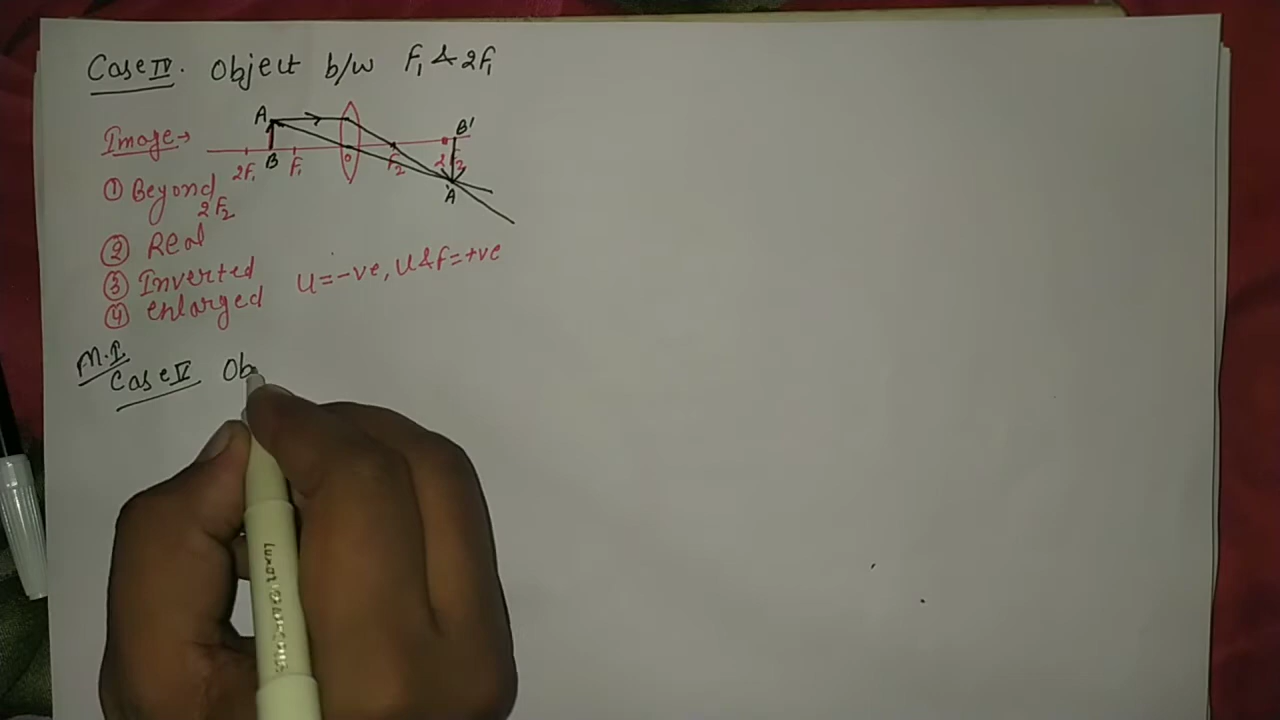 Case IV. Object b/w F1 & 2F1
Image→
A
B'
2F1 B F1 O F2 2F2
A
① Beyond
2F2
② Real
③ Inverted
④ enlarged
u=-ve, u&f=+ve
M.I
Case V Ob